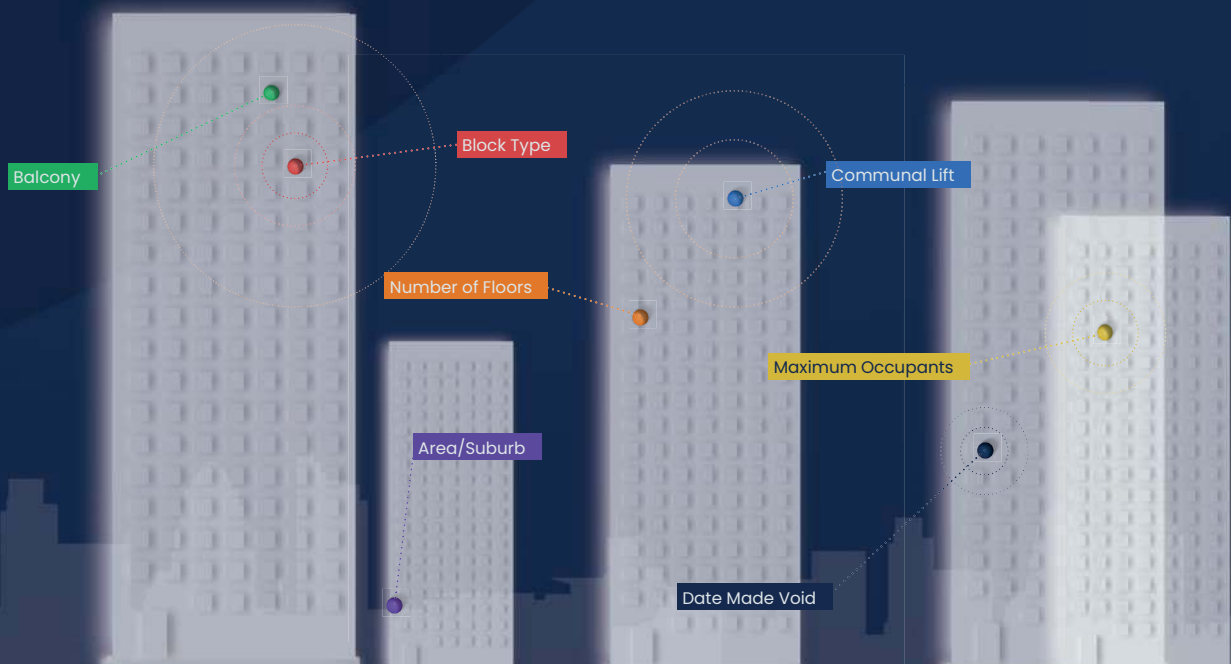 Block Type
Balcony
Communal Lift
Number of Floors
Maximum Occupants
Area/Suburb
Date Made Void